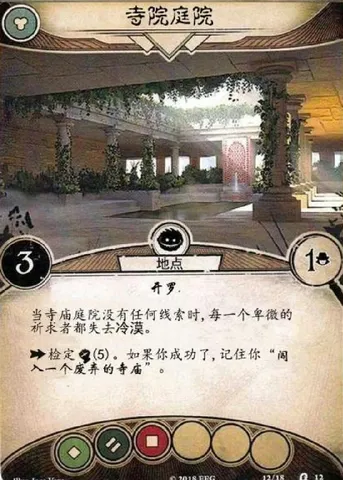 寺院庭院
3
1
地点
开罗.
当寺庙庭院没有任何线索时,每一个卑微的
祈求者都失去冷漠。
检定(5)。如果你成功了,记住你“闯
入一个废弃的寺庙”。
© 2018 FFG
12/18
12